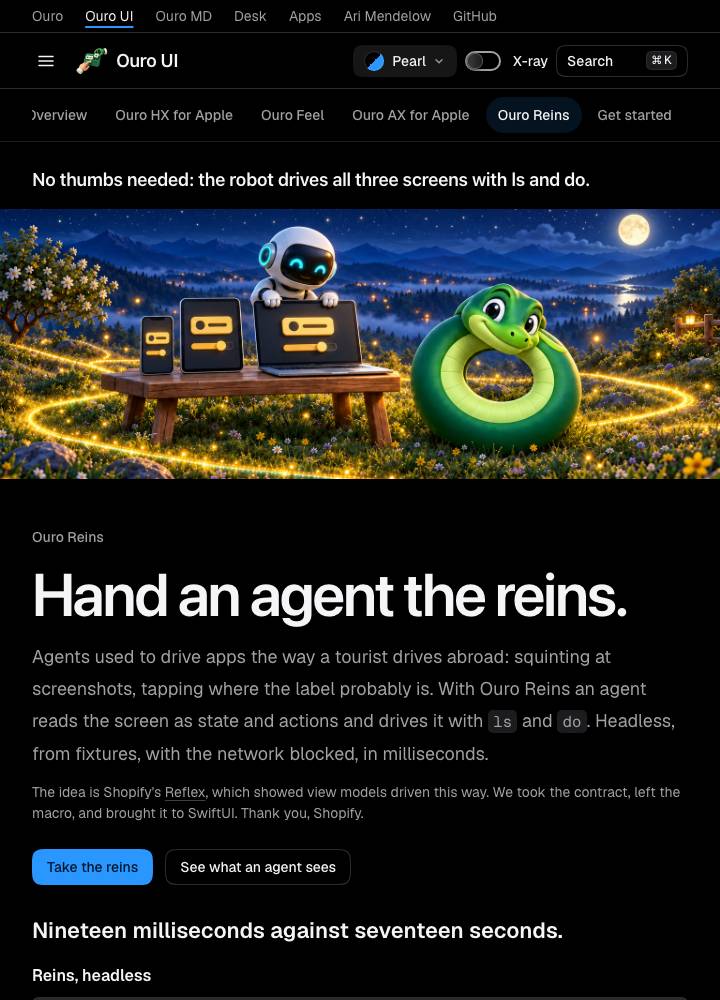 Ouro Ouro UI Ouro MD Desk Apps Ari Mendelow GitHub
Ouro UI Pearl X-ray Search ⌘ K
Overview Ouro HX for Apple Ouro Feel Ouro AX for Apple Ouro Reins Get started
No thumbs needed: the robot drives all three screens with ls and do.
Ouro Reins
Hand an agent the reins.
Agents used to drive apps the way a tourist drives abroad: squinting at
screenshots, tapping where the label probably is. With Ouro Reins an agent
reads the screen as state and actions and drives it with ls and do. Headless,
from fixtures, with the network blocked, in milliseconds.
The idea is Shopify's Reflex, which showed view models driven this way. We took the contract, left the
macro, and brought it to SwiftUI. Thank you, Shopify.
Take the reins See what an agent sees
Nineteen milliseconds against seventeen seconds.
Reins, headless